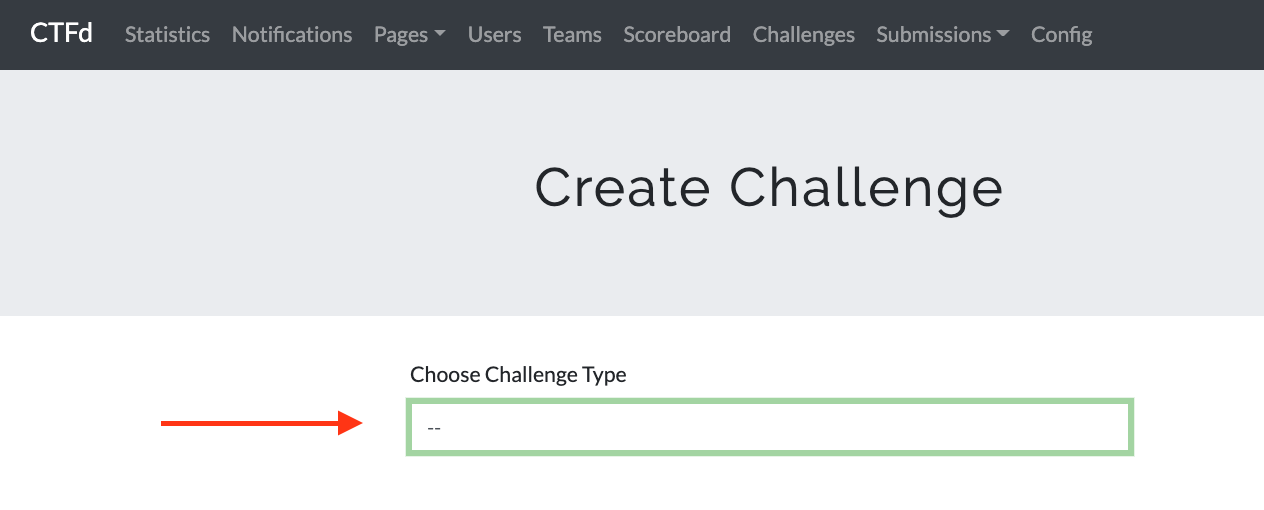 CTFd Statistics Notifications Pages Users Teams Scoreboard Challenges Submissions Config
Create Challenge
Choose Challenge Type
--